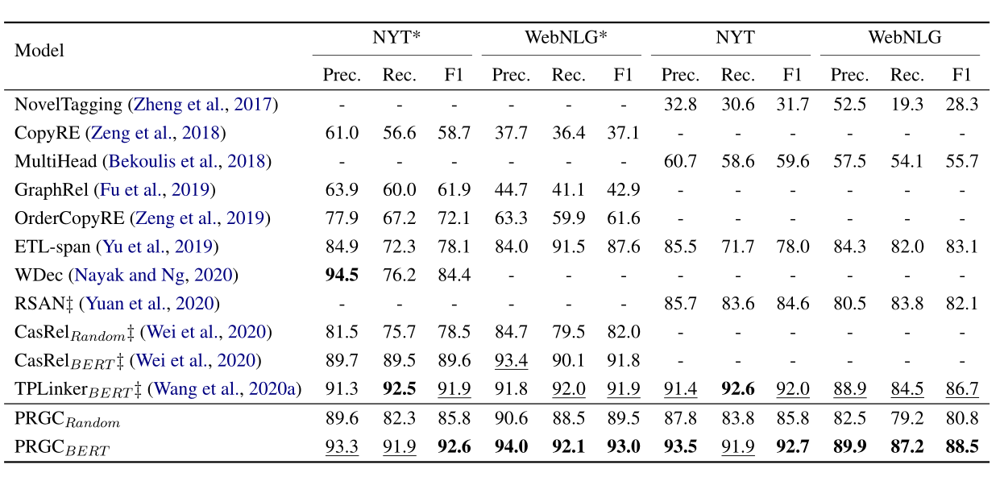 Model NYT* WebNLG* NYT WebNLG
Prec. Rec. F1 Prec. Rec. F1 Prec. Rec. F1 Prec. Rec. F1
NovelTagging (Zheng et al., 2017) - - - - - - 32.8 30.6 31.7 52.5 19.3 28.3
CopyRE (Zeng et al., 2018) 61.0 56.6 58.7 37.7 36.4 37.1 - - - - - -
MultiHead (Bekoulis et al., 2018) - - - - - - 60.7 58.6 59.6 57.5 54.1 55.7
GraphRel (Fu et al., 2019) 63.9 60.0 61.9 44.7 41.1 42.9 - - - - - -
OrderCopyRE (Zeng et al., 2019) 77.9 67.2 72.1 63.3 59.9 61.6 - - - - - -
ETL-span (Yu et al., 2019) 84.9 72.3 78.1 84.0 91.5 87.6 85.5 71.7 78.0 84.3 82.0 83.1
WDec (Nayak and Ng, 2020) 94.5 76.2 84.4 - - - - - - - - -
RSAN‡ (Yuan et al., 2020) - - - - - - 85.7 83.6 84.6 80.5 83.8 82.1
CasRelRandom‡ (Wei et al., 2020) 81.5 75.7 78.5 84.7 79.5 82.0 - - - - - -
CasRelBERT‡ (Wei et al., 2020) 89.7 89.5 89.6 93.4 90.1 91.8 - - - - - -
TPLinkerBERT‡ (Wang et al., 2020a) 91.3 92.5 91.9 91.8 92.0 91.9 91.4 92.6 92.0 88.9 84.5 86.7
PRGCRandom 89.6 82.3 85.8 90.6 88.5 89.5 87.8 83.8 85.8 82.5 79.2 80.8
PRGCBERT 93.3 91.9 92.6 94.0 92.1 93.0 93.5 91.9 92.7 89.9 87.2 88.5